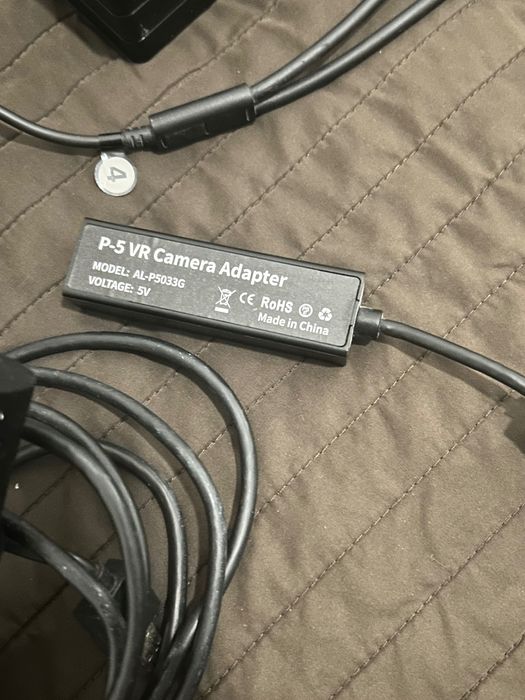 4
P-5 VR Camera Adapter
MODEL: AL-P5033G
VOLTAGE: 5V
CE RoHS
Made in China